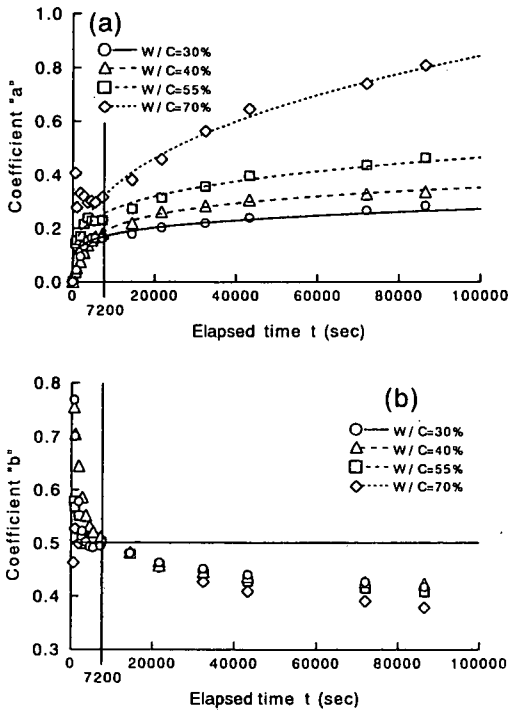 (a)
W/C=30%
W/C=40%
W/C=55%
W/C=70%
Coefficient "a"
1.0
0.8
0.6
0.4
0.2
0.0
0
20000
40000
60000
80000
100000
7200
Elapsed time t (sec)
(b)
W/C=30%
W/C=40%
W/C=55%
W/C=70%
Coefficient "b"
0.8
0.7
0.6
0.5
0.4
0.3
0
20000
40000
60000
80000
100000
7200
Elapsed time t (sec)